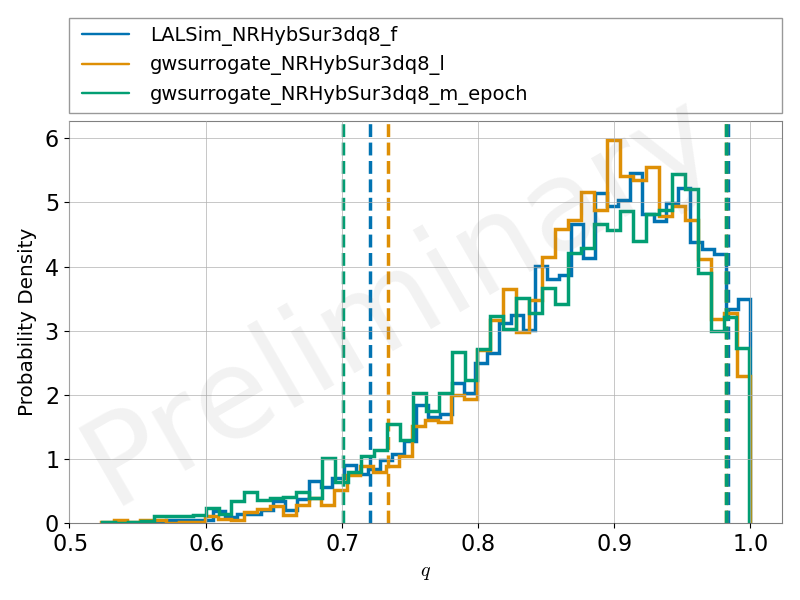 LALSim_NRHybSur3dq8_f
gwsurrogate_NRHybSur3dq8_l
gwsurrogate_NRHybSur3dq8_m_epoch
Preliminary
Probability Density
6
5
4
3
2
1
0
0.5 0.6 0.7 0.8 0.9 1.0
q